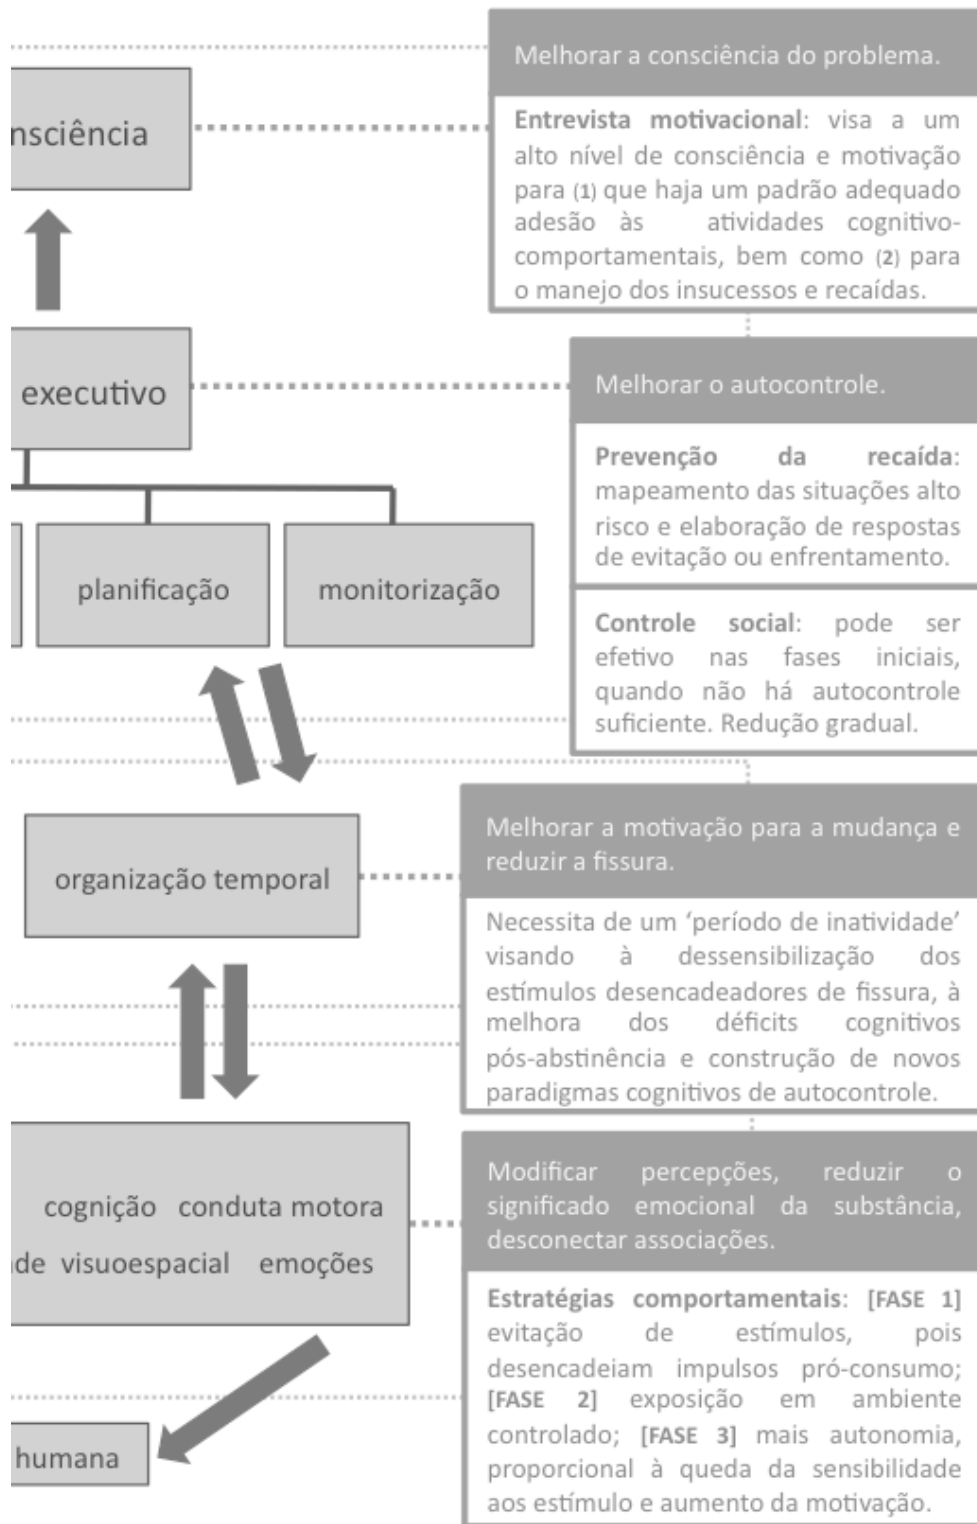 Melhorar a consciência do problema.
nsciência
Entrevista motivacional: visa a um
alto nível de consciência e motivação
para (1) que haja um padrão adequado
adesão às atividades cognitivo-
comportamentais, bem como (2) para
o manejo dos insucessos e recaídas.
executivo
Melhorar o autocontrole.
Prevenção da recaída:
mapeamento das situações alto
risco e elaboração de respostas
de evitação ou enfrentamento.
planificação
monitorização
Controle social: pode ser
efetivo nas fases iniciais,
quando não há autocontrole
suficiente. Redução gradual.
organização temporal
Melhorar a motivação para a mudança e
reduzir a fissura.
Necessita de um ‘período de inatividade’
visando à dessensibilização dos
estímulos desencadeadores de fissura, à
melhora dos déficits cognitivos
pós-abstinência e construção de novos
paradigmas cognitivos de autocontrole.
cognição conduta motora
de visuoespacial emoções
Modificar percepções, reduzir o
significado emocional da substância,
desconectar associações.
Estratégias comportamentais: [FASE 1]
evitação de estímulos, pois
desencadeiam impulsos pró-consumo;
[FASE 2] exposição em ambiente
controlado; [FASE 3] mais autonomia,
proporcional à queda da sensibilidade
aos estímulo e aumento da motivação.
humana